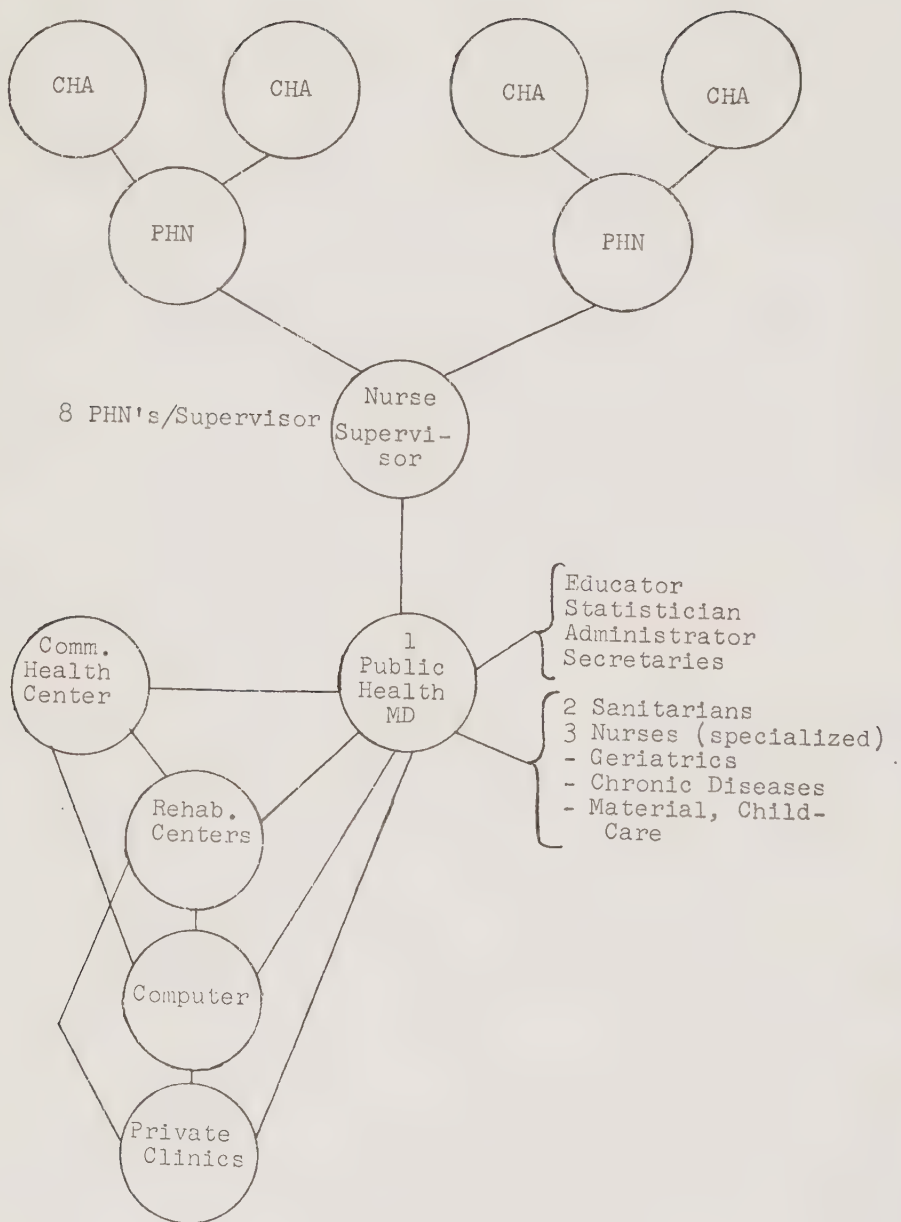 CHA
CHA
CHA
CHA
PHN
PHN
Nurse
Supervi-
sor
8 PHN's/Supervisor
1
Public
Health
MD
Educator
Statistician
Administrator
Secretaries
2 Sanitarians
3 Nurses (specialized)
- Geriatrics
- Chronic Diseases
- Material, Child-
Care
Comm.
Health
Center
Rehab.
Centers
Computer
Private
Clinics